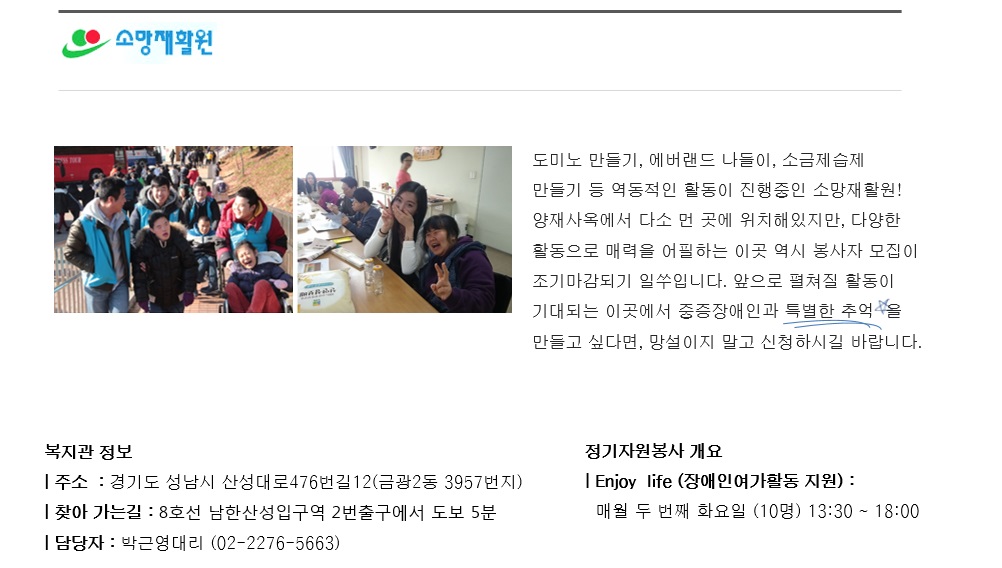 소망재활원
도미노 만들기, 에버랜드 나들이, 소금제습제
만들기 등 역동적인 활동이 진행중인 소망재활원!
양재사옥에서 다소 먼 곳에 위치해있지만, 다양한
활동으로 매력을 어필하는 이곳 역시 봉사자 모집이
조기마감되기 일쑤입니다. 앞으로 펼쳐질 활동이
기대되는 이곳에서 중증장애인과 특별한 추억을
만들고 싶다면, 망설이지 말고 신청하시길 바랍니다.
복지관 정보
| 주소 : 경기도 성남시 산성대로476번길12(금광2동 3957번지)
| 찾아 가는길 : 8호선 남한산성입구역 2번출구에서 도보 5분
| 담당자 : 박근영대리 (02-2276-5663)
정기자원봉사 개요
| Enjoy life (장애인여가활동 지원) :
매월 두 번째 화요일 (10명) 13:30 ~ 18:00